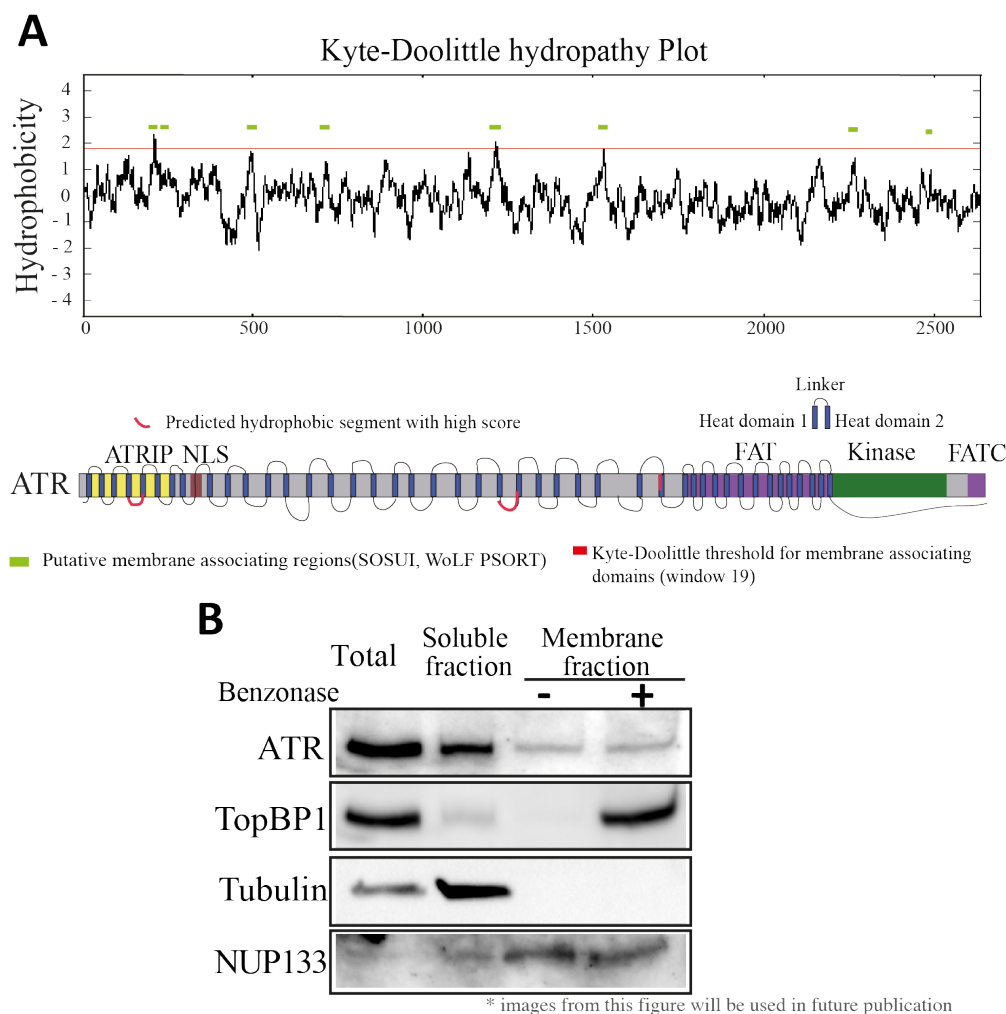 A
Kyte-Doolittle hydropathy Plot
Hydrophobicity
4
3
2
1
0
-1
- 2
- 3
- 4
0 500 1000 1500 2000 2500
Linker
Predicted hydrophobic segment with high score
Heat domain 1 Heat domain 2
ATRIP NLS FAT Kinase FATC
ATR
Putative membrane associating regions(SOSUI, WoLF PSORT)
Kyte-Doolittle threshold for membrane associating
domains (window 19)
B
Total Soluble fraction Membrane fraction
Benzonase - +
ATR
TopBP1
Tubulin
NUP133
* images from this figure will be used in future publication